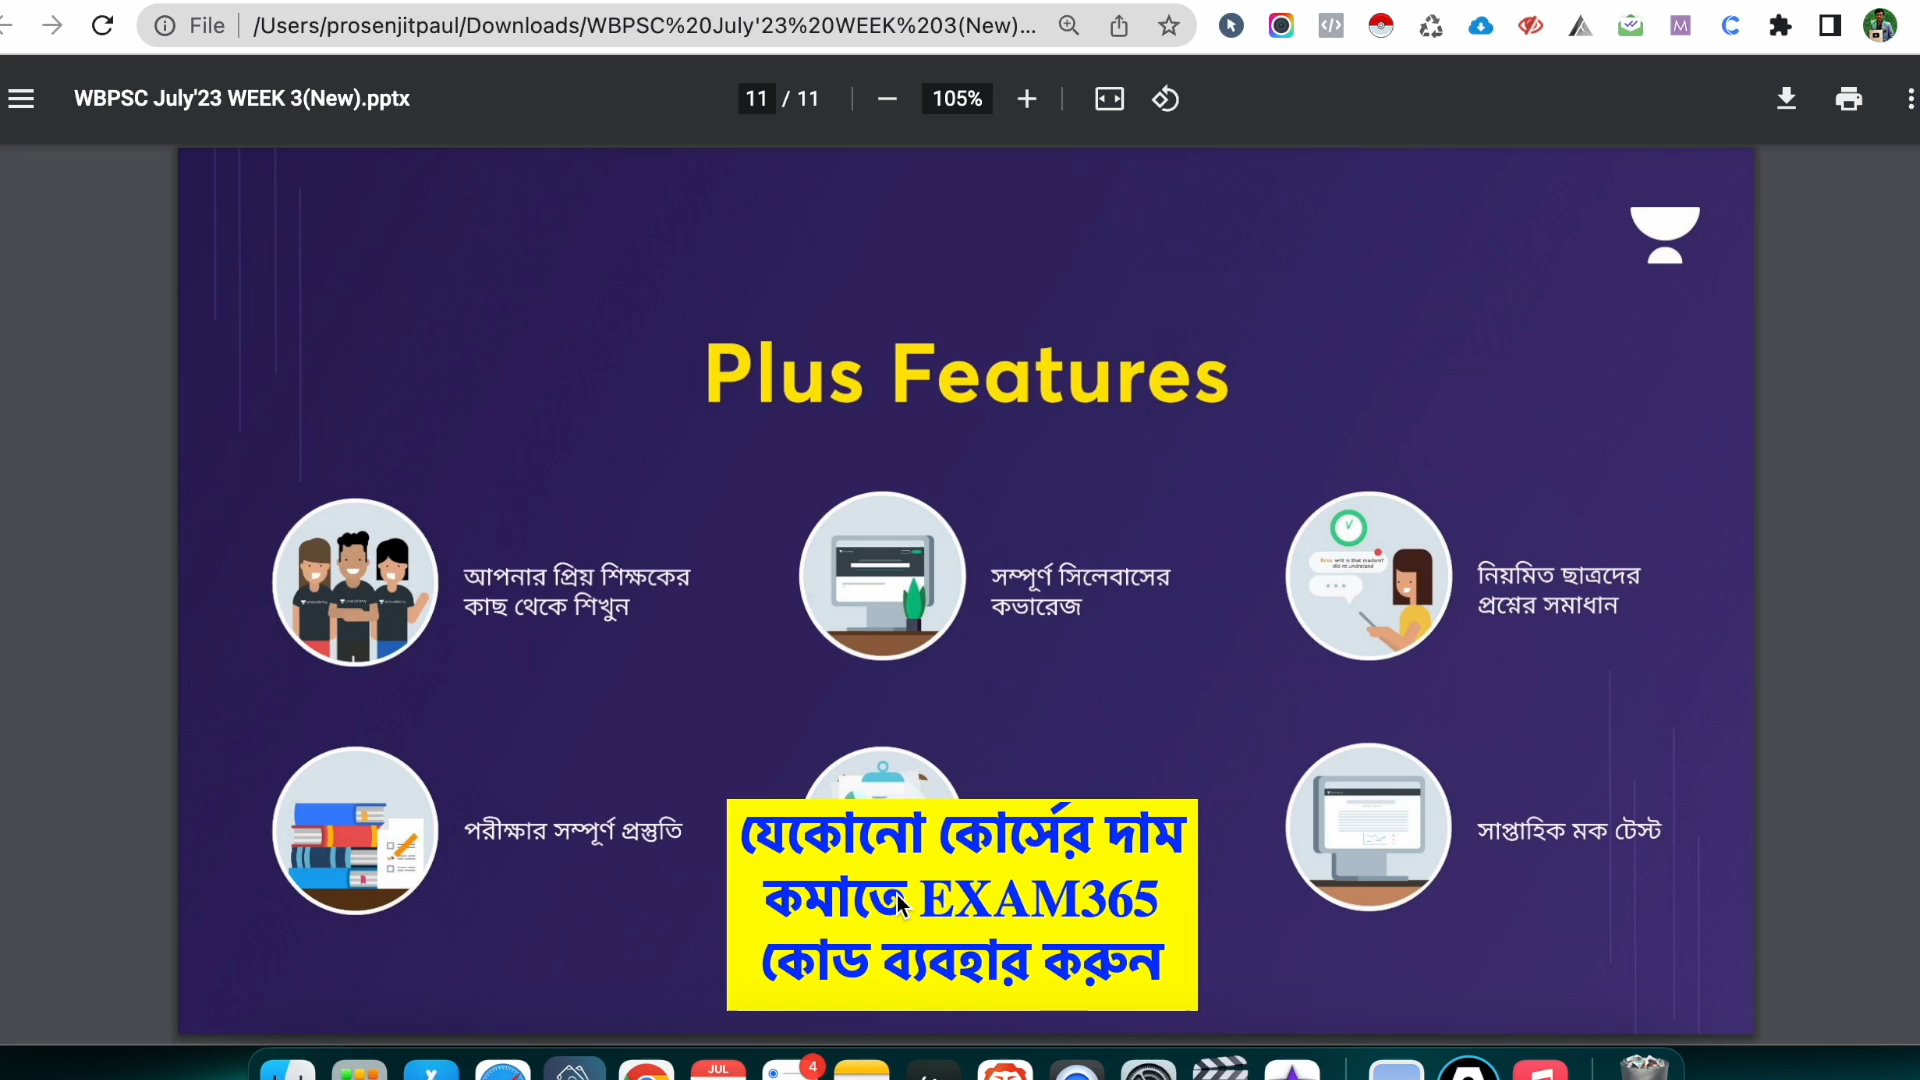 File
/Users/prosenjitpaul/Downloads/WBPSC%20July'23%20WEEK%203(New)...
WBPSC July'23 WEEK 3(New).pptx
11 / 11
105%
Plus Features
আপনার প্রিয় শিক্ষকের
কাছ থেকে শিখুন
সম্পূর্ণ সিলেবাসের
কভারেজ
নিয়মিত ছাত্রদের
প্রশ্নের সমাধান
পরীক্ষার সম্পূর্ণ প্রস্তুতি
সাপ্তাহিক মক টেস্ট
যেকোনো কোর্সের দাম
কমাতে EXAM365
কোড ব্যবহার করুন
JUL
4